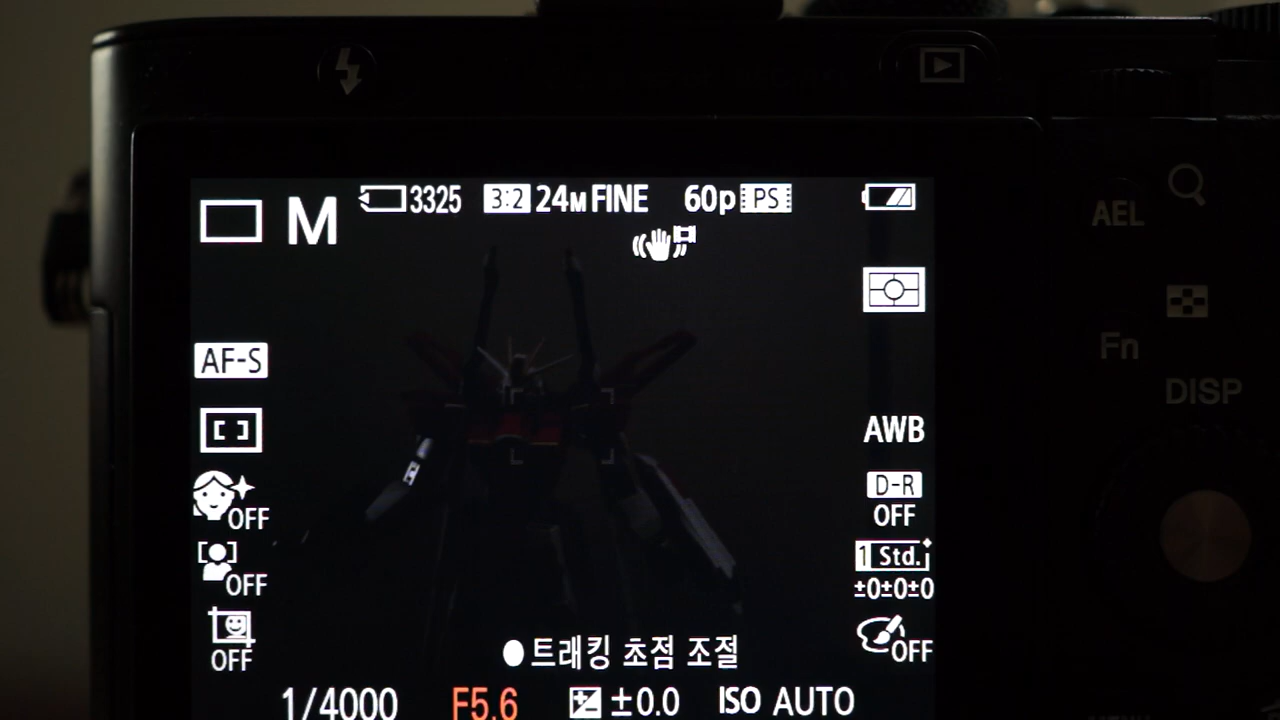 M 3325 3:2 24M FINE 60p PS
AEL
AF-S
Fn
DISP
AWB
D-R
OFF
OFF
1 Std.
OFF
±0±0±0
OFF
OFF
●트래킹 초점 조절
1/4000 F5.6 ±0.0 ISO AUTO